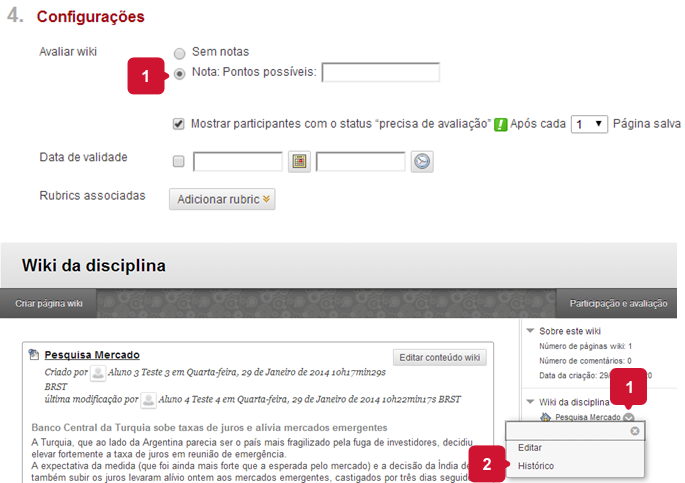 4. Configurações
Avaliar wiki
Sem notas
1
Nota: Pontos possíveis:
Mostrar participantes com o status “precisa de avaliação” ! Após cada 1 Página salva
Data de validade
Rubrics associadas
Adicionar rubric
Wiki da disciplina
Criar página wiki
Participação e avaliação
Pesquisa Mercado
Editar conteúdo wiki
Criado por Aluno 3 Teste 3 em Quarta-feira, 29 de Janeiro de 2014 10h17min29s
BRST
última modificação por Aluno 4 Teste 4 em Quarta-feira, 29 de Janeiro de 2014 10h22min17s BRST
Banco Central da Turquia sobe taxas de juros e alivia mercados emergentes
A Turquia, que ao lado da Argentina parecia ser o país mais fragilizado pela fuga de investidores, decidiu
elevar fortemente a taxa de juros em reunião de emergência.
A expectativa da medida (que foi ainda mais forte que a esperada pelo mercado) e a decisão da Índia de
também subir os juros levaram alívio ontem aos mercados emergentes, castigados por três dias seguid
Sobre este wiki
Número de páginas wiki: 1
Número de comentários: 0
Data da criação: 29/ 20
1
Wiki da disciplina
Pesquisa Mercado
Editar
2
Histórico